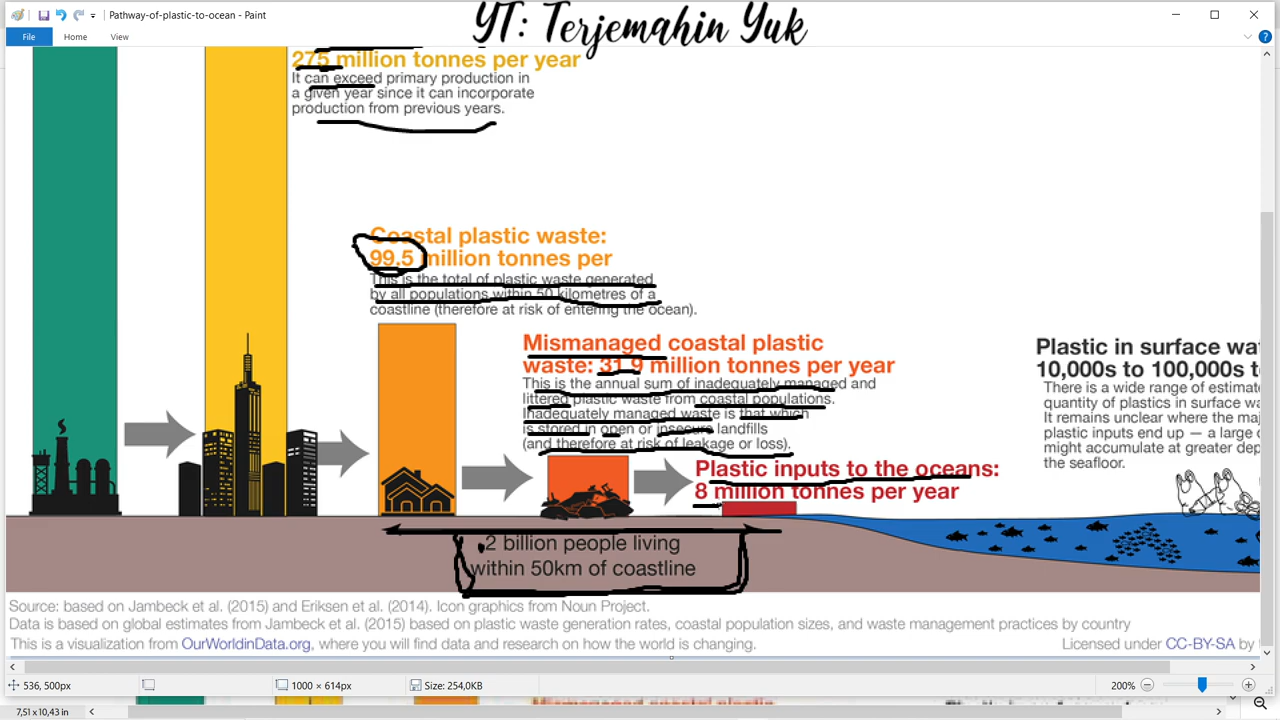 Pathway-of-plastic-to-ocean - Paint
YT: Terjemahin Yuk
File
Home
View
275 million tonnes per year
It can exceed primary production in
a given year since it can incorporate
production from previous years.
Coastal plastic waste:
99.5 million tonnes per
This is the total of plastic waste generated
by all populations within 50 kilometres of a
coastline (therefore at risk of entering the ocean).
Mismanaged coastal plastic
waste: 31.9 million tonnes per year
This is the annual sum of inadequately managed and
littered plastic waste from coastal populations.
Inadequately managed waste is that which
is stored in open or insecure landfills
(and therefore at risk of leakage or loss).
Plastic inputs to the oceans:
8 million tonnes per year
Plastic in surface wat
10,000s to 100,000s t
There is a wide range of estimate
quantity of plastics in surface wa
It remains unclear where the maj
plastic inputs end up — a large q
might accumulate at greater dep
the seafloor.
2 billion people living
within 50km of coastline
Source: based on Jambeck et al. (2015) and Eriksen et al. (2014). Icon graphics from Noun Project.
Data is based on global estimates from Jambeck et al. (2015) based on plastic waste generation rates, coastal population sizes, and waste management practices by country
This is a visualization from OurWorldinData.org, where you will find data and research on how the world is changing.
Licensed under CC-BY-SA by
536, 500px
1000 × 614px
Size: 254,0KB
200%
7,51 x 10,43 in